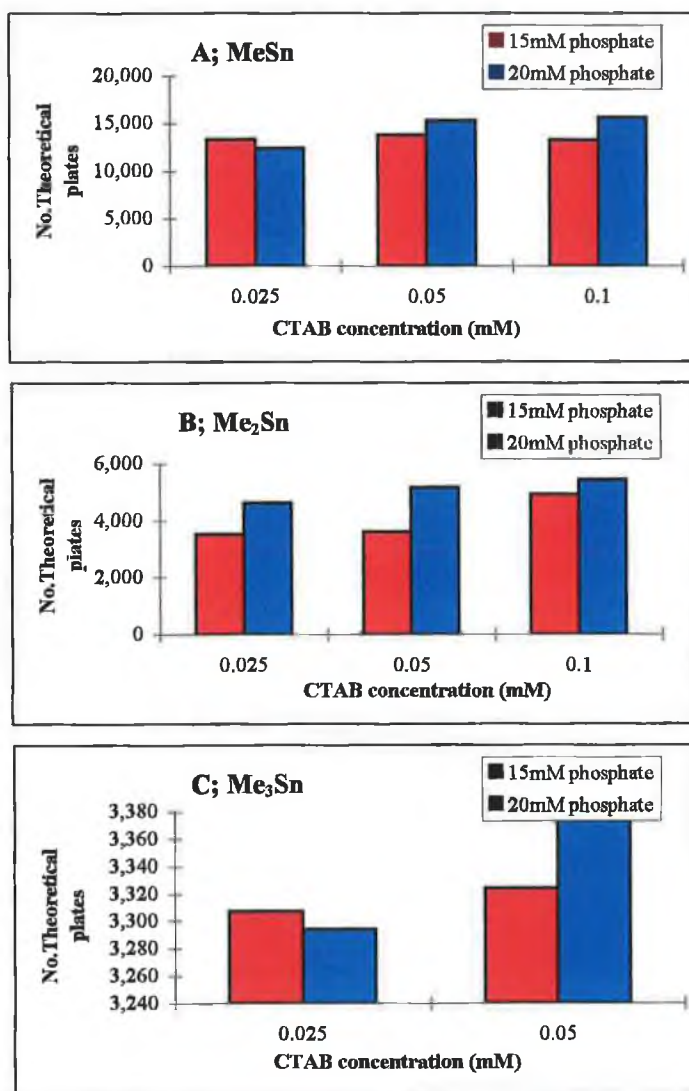 A; MeSn
15mM phosphate
20mM phosphate
No.Theoretical
plates
20,000
15,000
10,000
5,000
0
0.025
0.05
0.1
CTAB concentration (mM)
B; Me₂Sn
15mM phosphate
20mM phosphate
No.Theoretical
plates
6,000
4,000
2,000
0
0.025
0.05
0.1
CTAB concentration (mM)
C; Me₃Sn
15mM phosphate
20mM phosphate
No.Theoretical
plates
3,380
3,360
3,340
3,320
3,300
3,280
3,260
3,240
0.025
0.05
CTAB concentration (mM)